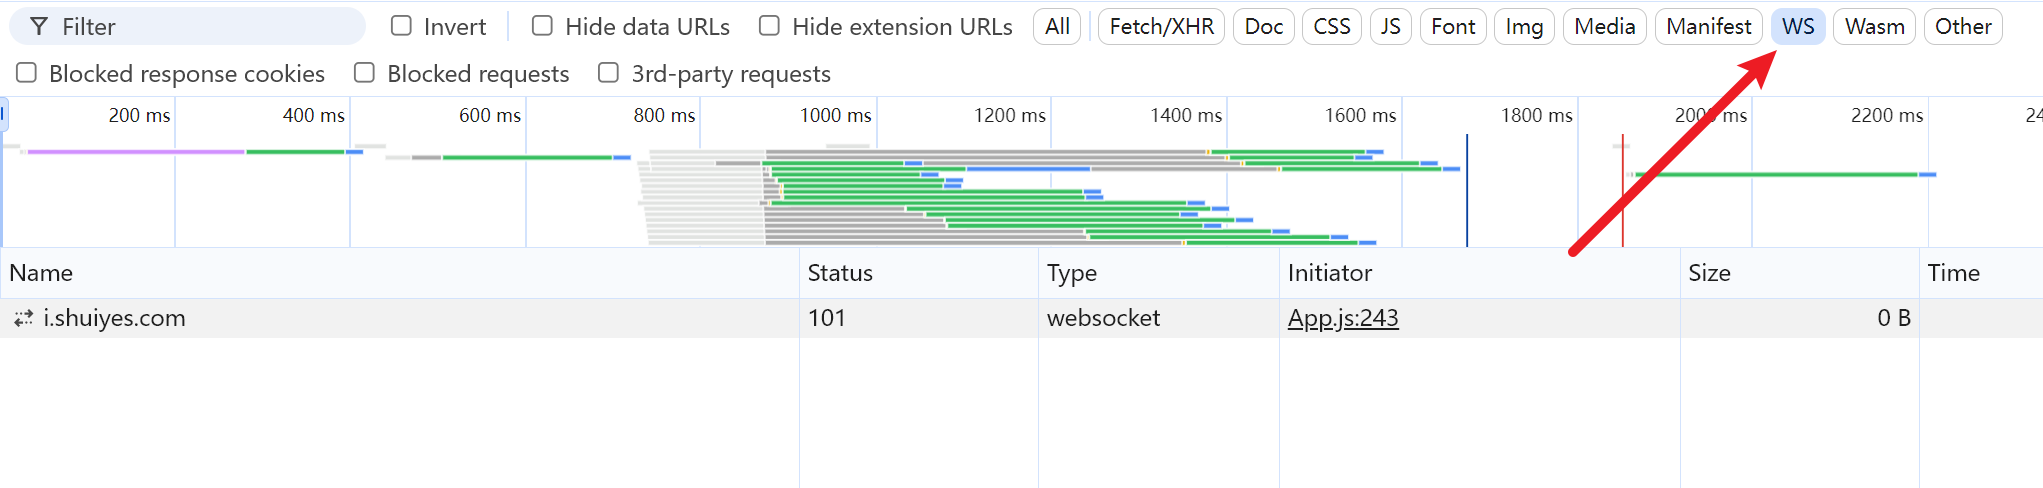 Filter Invert Hide data URLs Hide extension URLs All Fetch/XHR Doc CSS JS Font Img Media Manifest WS Wasm Other
Blocked response cookies Blocked requests 3rd-party requests
200 ms 400 ms 600 ms 800 ms 1000 ms 1200 ms 1400 ms 1600 ms 1800 ms 2000 ms 2200 ms 24
Name Status Type Initiator Size Time
i.shuiyes.com 101 websocket App.js:243 0 B